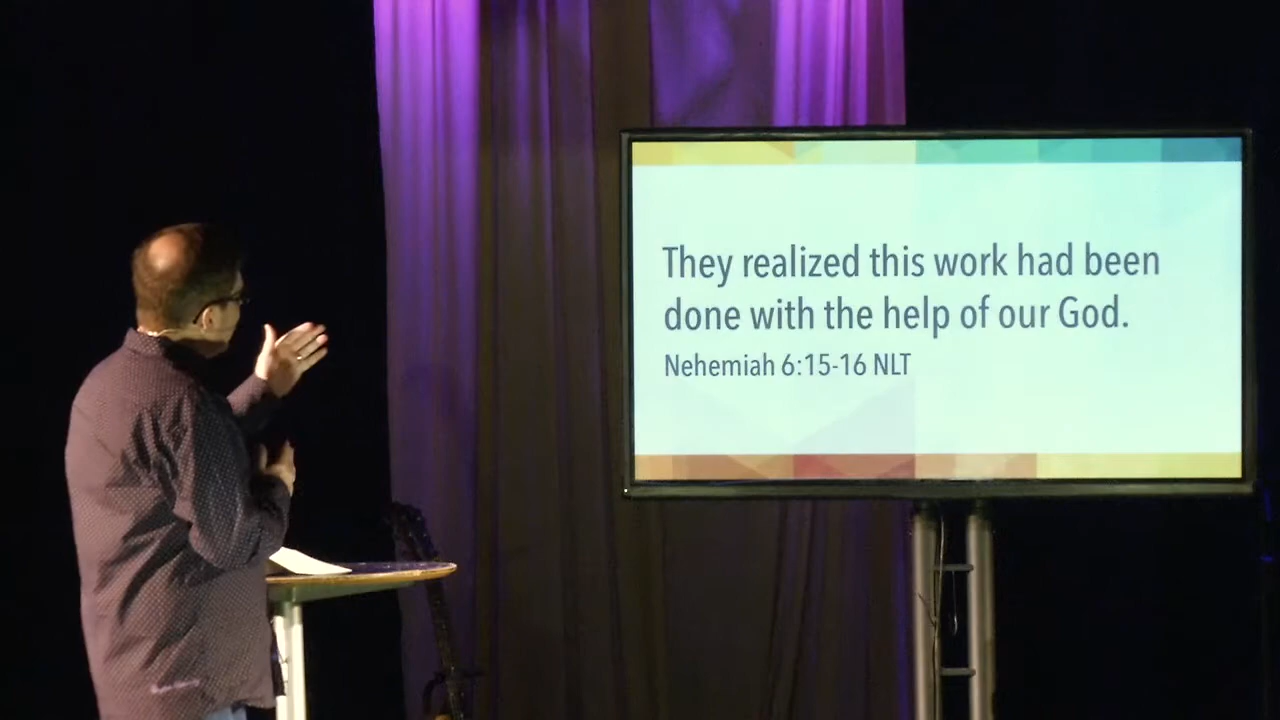 They realized this work had been
done with the help of our God.
Nehemiah 6:15-16 NLT